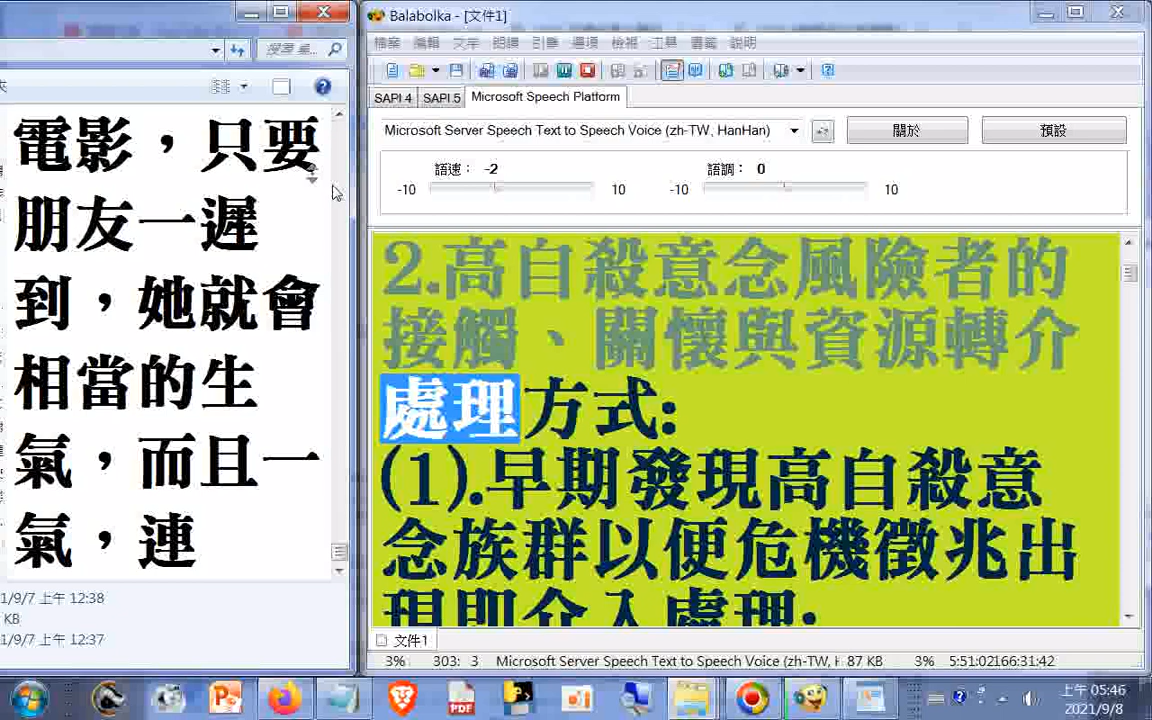 電影，只要
朋友一遲
到，她就會
相當的生
氣，而且一
氣，連
1/9/7 上午 12:38
KB
1/9/7 上午 12:37
Balabolka - [文件1]
檔案 編輯 文字 朗讀 引擎 選項 檢視 工具 書籤 說明
SAPI 4 SAPI 5 Microsoft Speech Platform
Microsoft Server Speech Text to Speech Voice (zh-TW, HanHan) 關於 預設
語速： -2 語調： 0
-10 10 -10 10
2.高自殺意念風險者的
接觸、關懷與資源轉介
處理方式:
(1).早期發現高自殺意
念族群以便危機徵兆出
現即介入處理;
文件1
3% 303: 3 Microsoft Server Speech Text to Speech Voice (zh-TW, H 87 KB 3% 5:51:02166:31:42
PDF
上午 05:46
2021/9/8